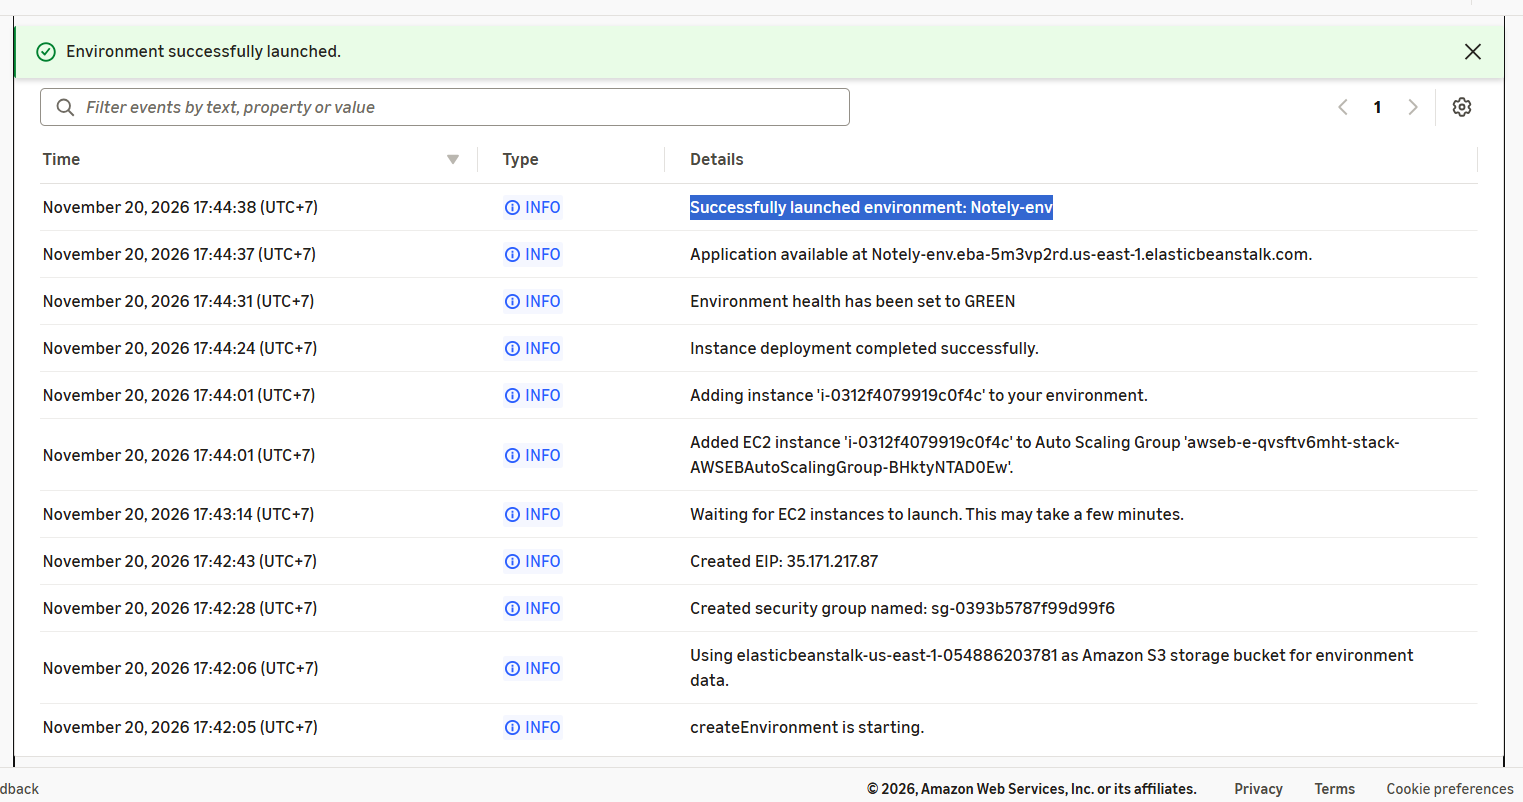 Environment successfully launched.
Filter events by text, property or value
1
Time Type Details
November 20, 2026 17:44:38 (UTC+7) INFO Successfully launched environment: Notely-env
November 20, 2026 17:44:37 (UTC+7) INFO Application available at Notely-env.eba-5m3vp2rd.us-east-1.elasticbeanstalk.com.
November 20, 2026 17:44:31 (UTC+7) INFO Environment health has been set to GREEN
November 20, 2026 17:44:24 (UTC+7) INFO Instance deployment completed successfully.
November 20, 2026 17:44:01 (UTC+7) INFO Adding instance 'i-0312f4079919c0f4c' to your environment.
November 20, 2026 17:44:01 (UTC+7) INFO Added EC2 instance 'i-0312f4079919c0f4c' to Auto Scaling Group 'awseb-e-qvsftv6mht-stack-
AWSEBAutoScalingGroup-BHktyNTAD0Ew'.
November 20, 2026 17:43:14 (UTC+7) INFO Waiting for EC2 instances to launch. This may take a few minutes.
November 20, 2026 17:42:43 (UTC+7) INFO Created EIP: 35.171.217.87
November 20, 2026 17:42:28 (UTC+7) INFO Created security group named: sg-0393b5787f99d99f6
November 20, 2026 17:42:06 (UTC+7) INFO Using elasticbeanstalk-us-east-1-054886203781 as Amazon S3 storage bucket for environment
data.
November 20, 2026 17:42:05 (UTC+7) INFO createEnvironment is starting.
dback © 2026, Amazon Web Services, Inc. or its affiliates. Privacy Terms Cookie preferences